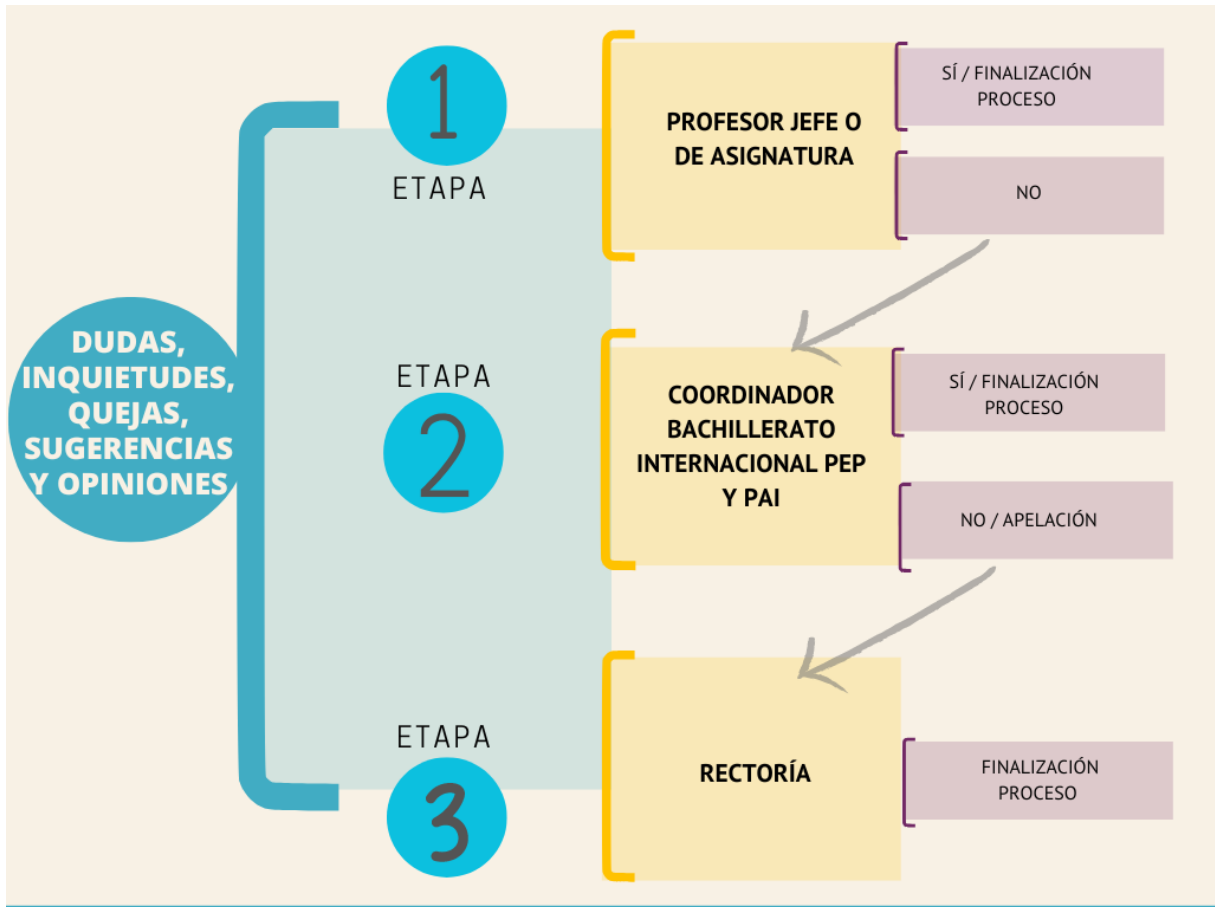 DUDAS,
INQUIETUDES,
QUEJAS,
SUGERENCIAS
Y OPINIONES
1
ETAPA
PROFESOR JEFE O
DE ASIGNATURA
SÍ / FINALIZACIÓN
PROCESO
NO
ETAPA
2
COORDINADOR
BACHILLERATO
INTERNACIONAL PEP
Y PAI
SÍ / FINALIZACIÓN
PROCESO
NO / APELACIÓN
ETAPA
3
RECTORÍA
FINALIZACIÓN
PROCESO